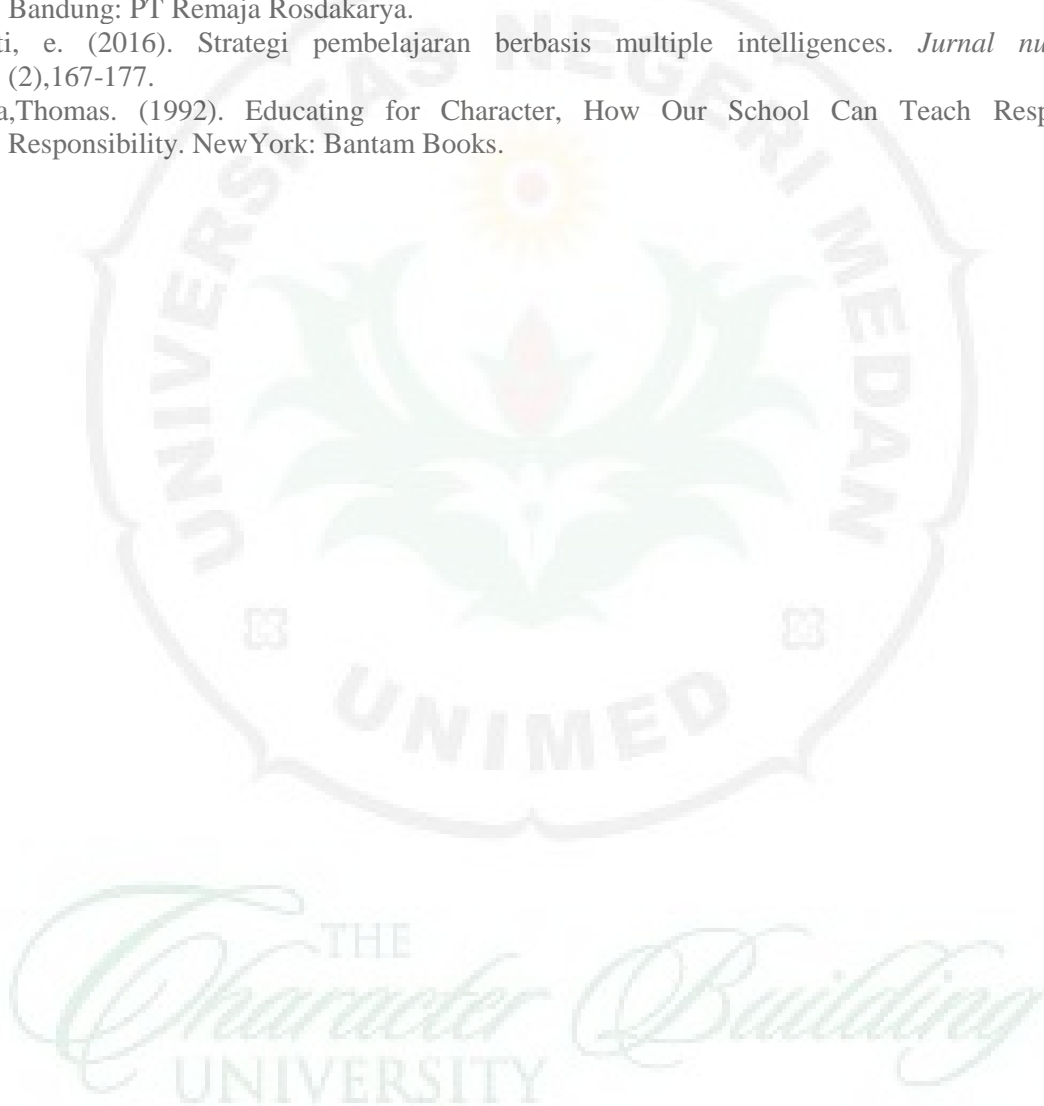 Bandung: PT Remaja Rosdakarya.
ti, e. (2016). Strategi pembelajaran berbasis multiple intelligences. Jurnal nu
(2),167-177.
a,Thomas. (1992). Educating for Character, How Our School Can Teach Resp
Responsibility. NewYork: Bantam Books.
UNIVERSITAS NEGERI MEDAN
UNIMED
THE
Character Building
UNIVERSITY